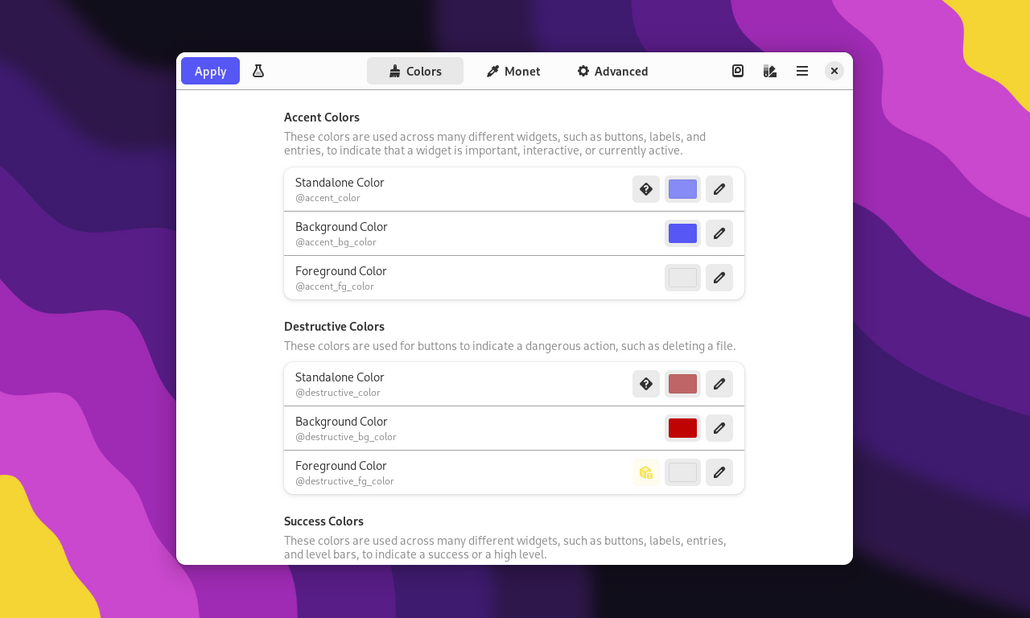 Apply
Colors
Monet
Advanced
Accent Colors
These colors are used across many different widgets, such as buttons, labels, and
entries, to indicate that a widget is important, interactive, or currently active.
Standalone Color
@accent_color
Background Color
@accent_bg_color
Foreground Color
@accent_fg_color
Destructive Colors
These colors are used for buttons to indicate a dangerous action, such as deleting a file.
Standalone Color
@destructive_color
Background Color
@destructive_bg_color
Foreground Color
@destructive_fg_color
Success Colors
These colors are used across many different widgets, such as buttons, labels, entries,
and level bars, to indicate a success or a high level.